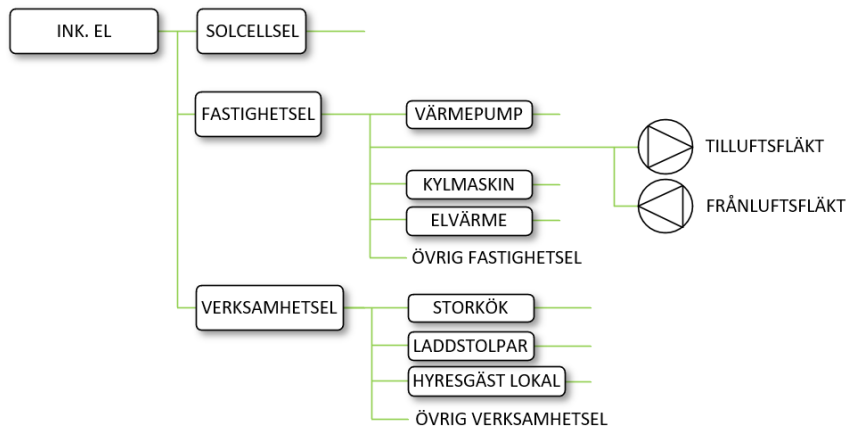 INK. EL
SOLCELLSEL
FASTIGHETSEL
VÄRMEPUMP
TILLUFTSFLÄKT
KYLMASKIN
FRÅNLUFTSFLÄKT
ELVÄRME
ÖVRIG FASTIGHETSEL
VERKSAMHETSEL
STORKÖK
LADDSTOLPAR
HYRESGÄST LOKAL
ÖVRIG VERKSAMHETSEL